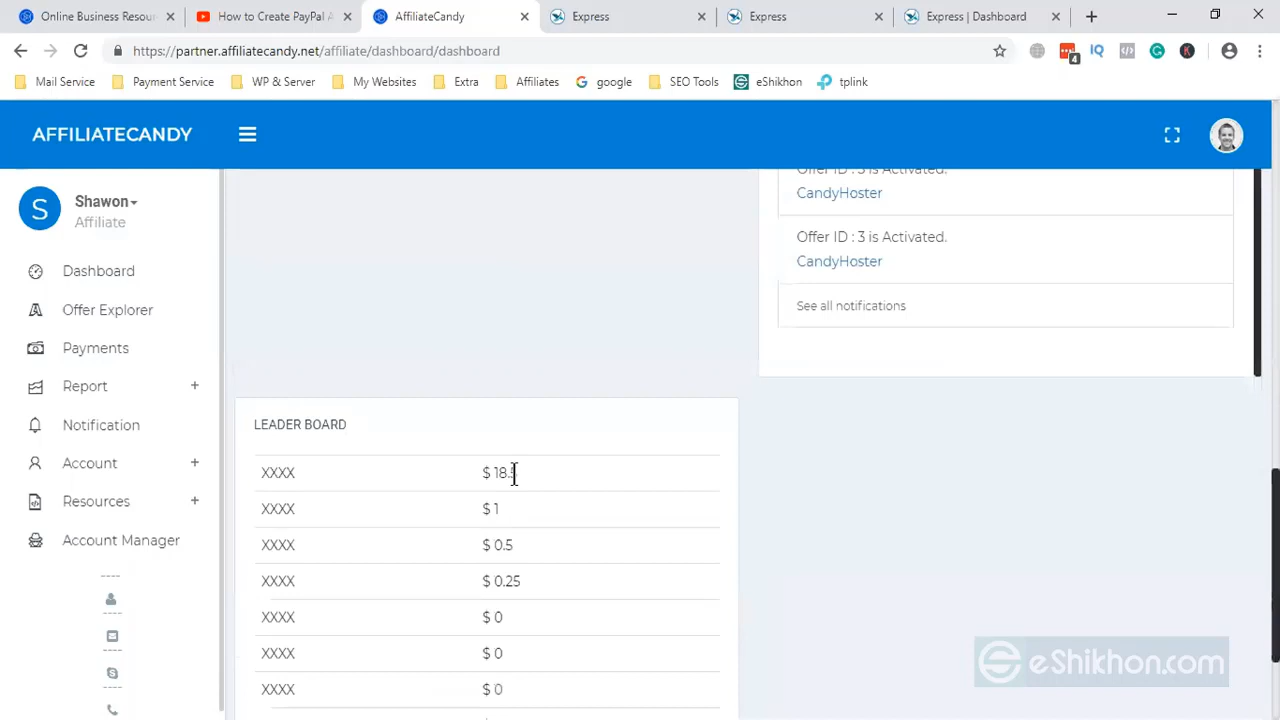 Online Business Resou
How to Create PayPal A
AffiliateCandy
Express
Express
Express | Dashboard
https://partner.affiliatecandy.net/affiliate/dashboard/dashboard
4
IQ
K
Mail Service
Payment Service
WP & Server
My Websites
Extra
Affiliates
google
SEO Tools
eShikhon
tplink
AFFILIATECANDY
S
Shawon
Affiliate
Dashboard
Offer Explorer
Payments
Report +
Notification
Account +
Resources +
Account Manager
Offer ID : 3 is Activated.
CandyHoster
Offer ID : 3 is Activated.
CandyHoster
See all notifications
LEADER BOARD
XXXX $ 18.5
XXXX $ 1
XXXX $ 0.5
XXXX $ 0.25
XXXX $ 0
XXXX $ 0
XXXX $ 0
eShikhon.com